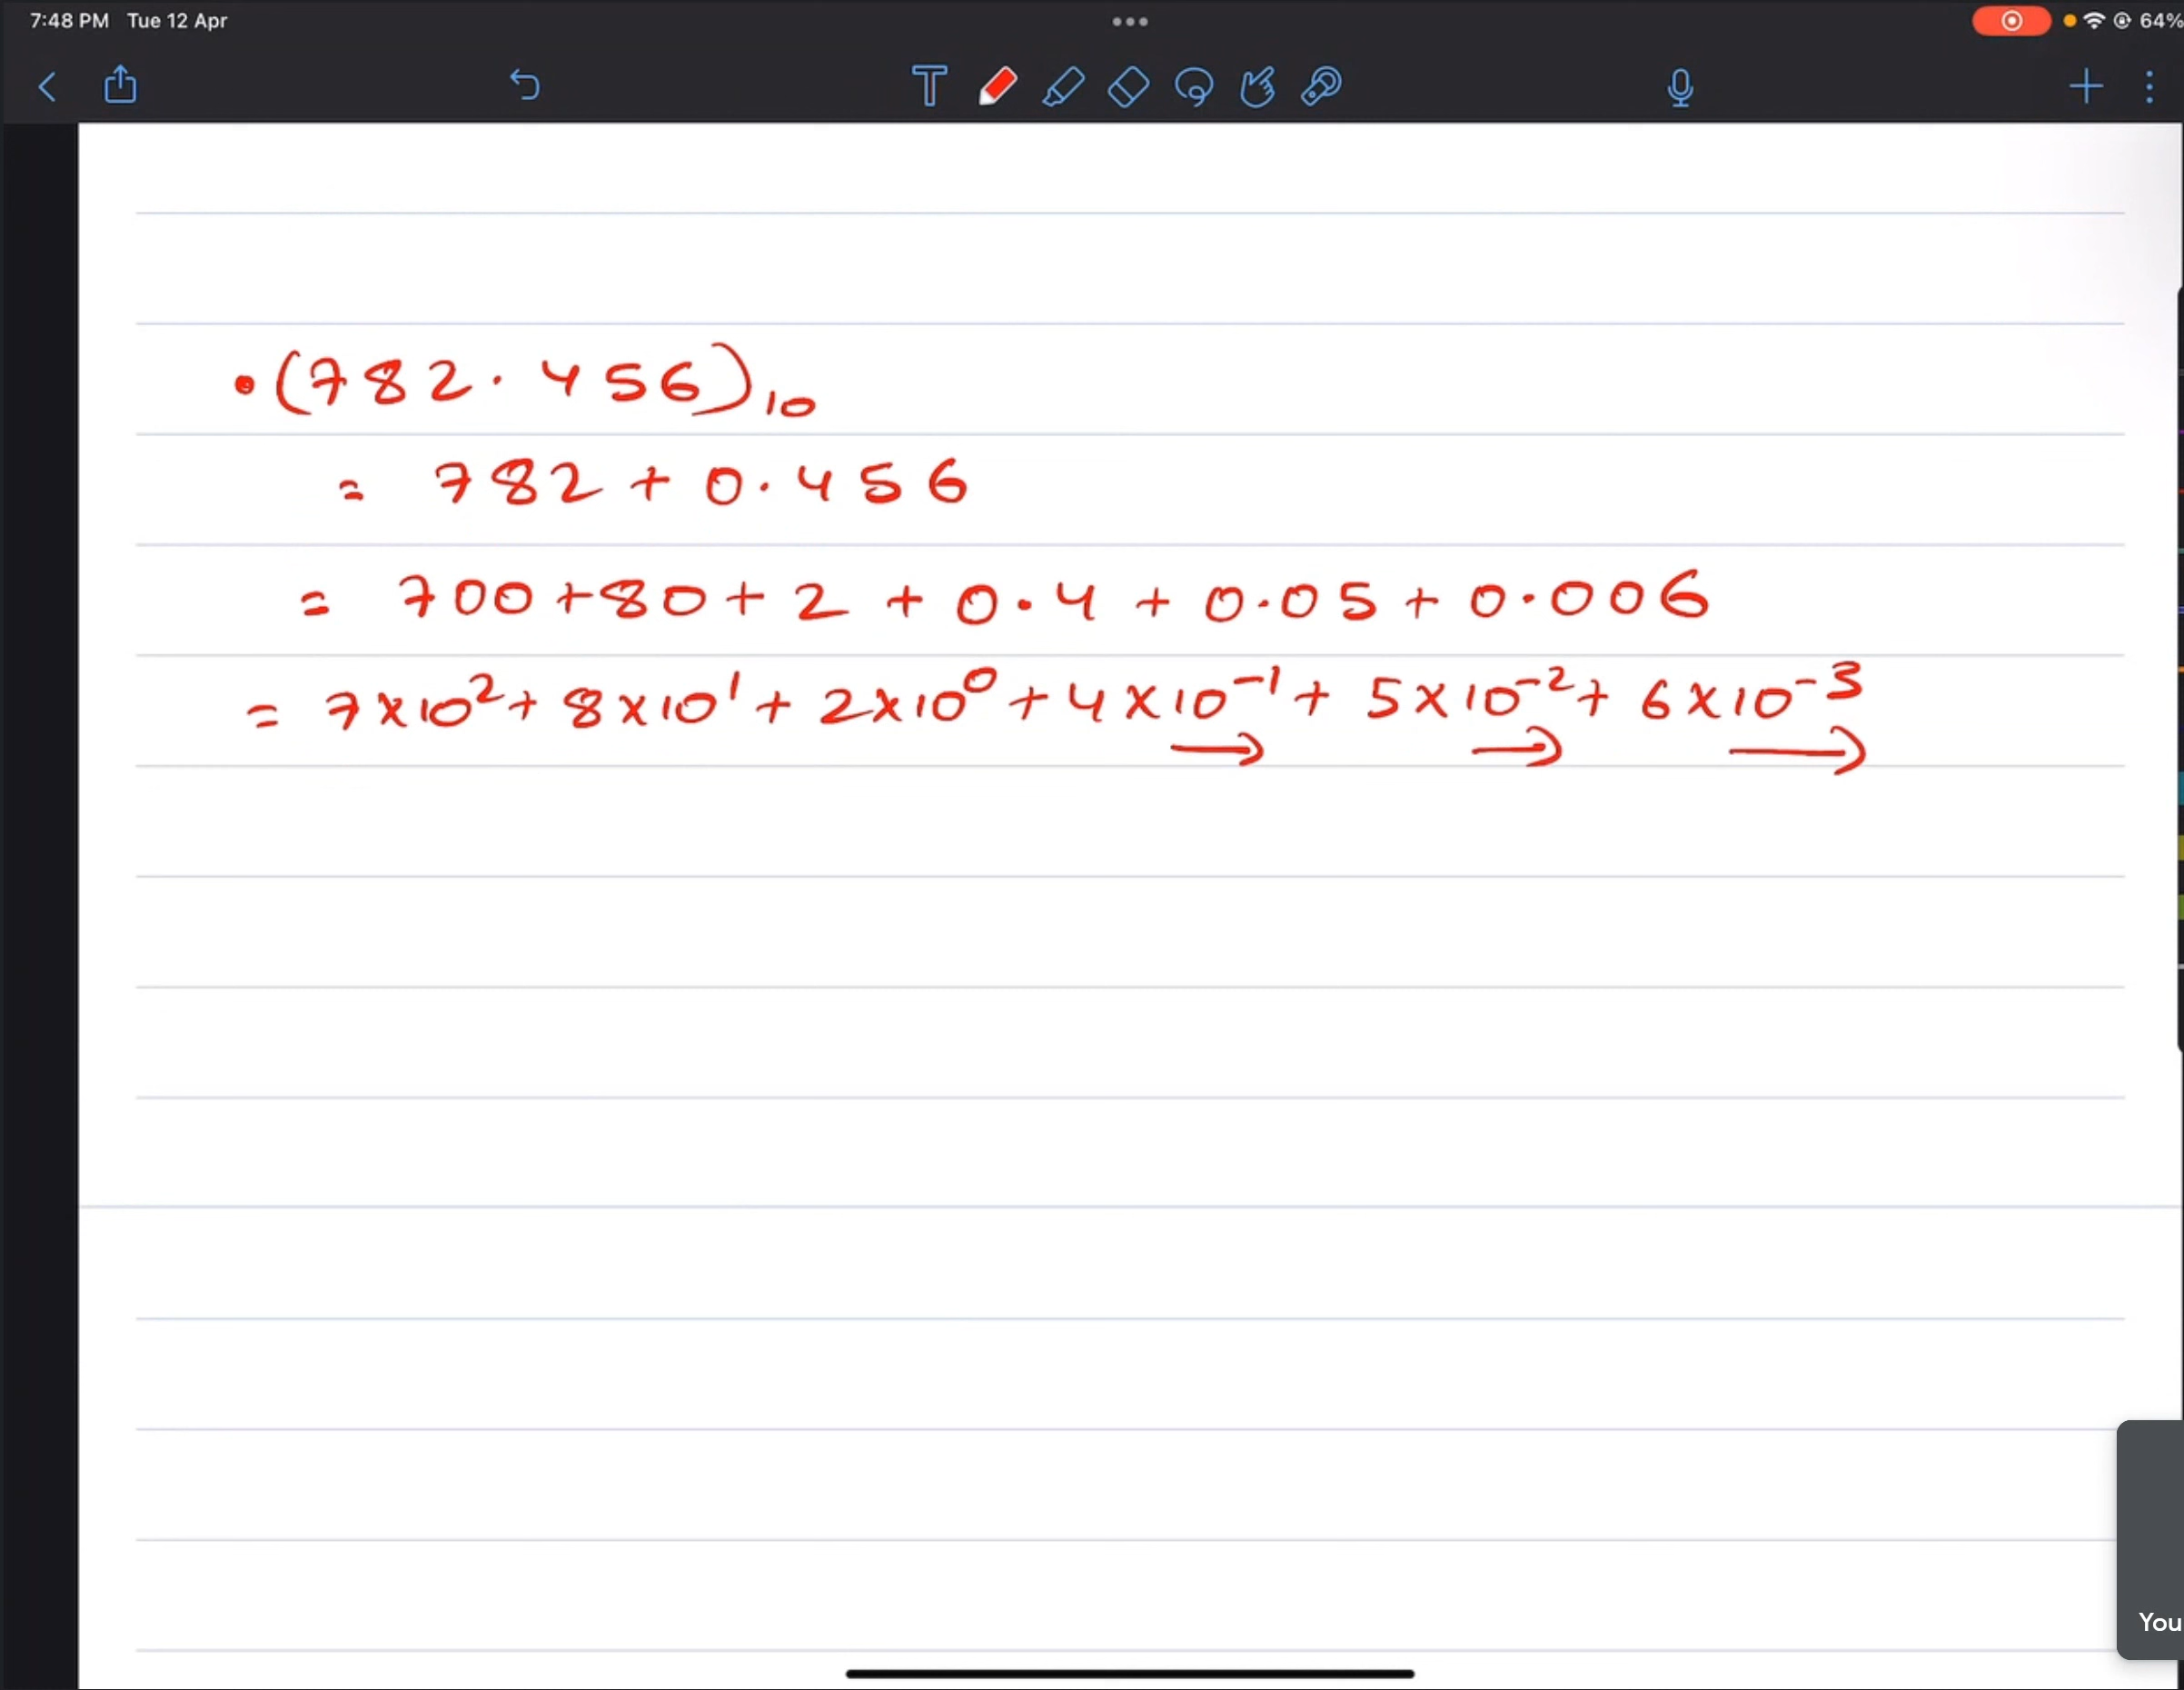 7:48 PM Tue 12 Apr
64%
• (782.456)₁₀
= 782 + 0.456
= 700 + 80 + 2 + 0.4 + 0.05 + 0.006
= 7×10² + 8×10¹ + 2×10⁰ + 4×10⁻¹ + 5×10⁻² + 6×10⁻³
You